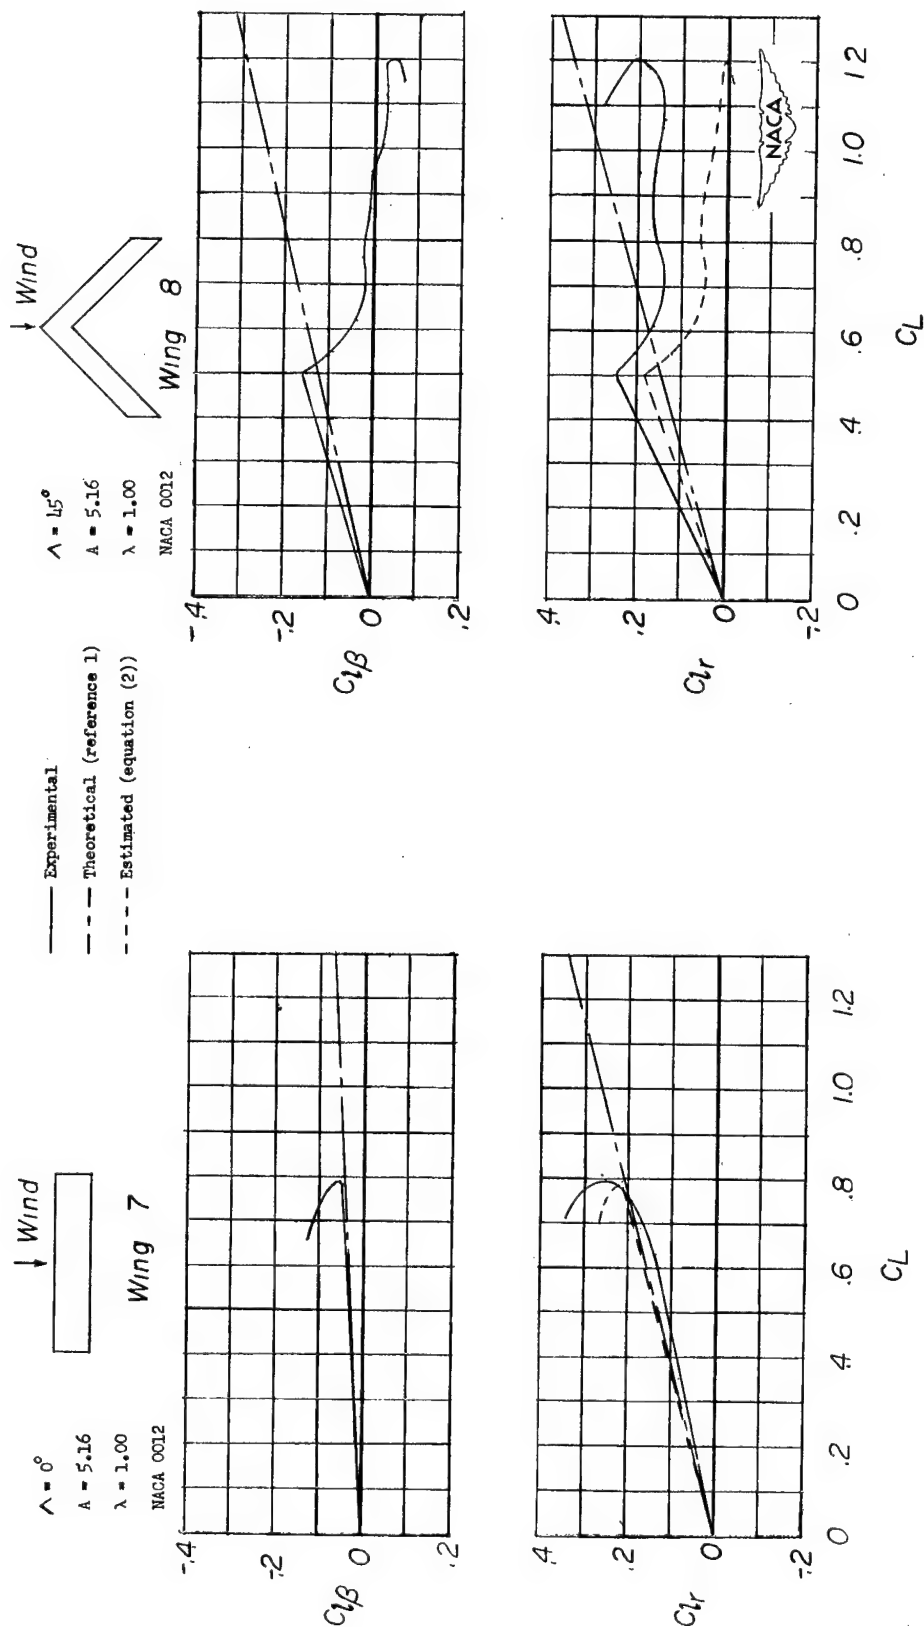 Λ = 0°
A = 5.16
λ = 1.00
NACA 0012
Wind
Wing 7
Experimental
Theoretical (reference 1)
Estimated (equation (2))
Λ = 45°
A = 5.16
λ = 1.00
NACA 0012
Wind
Wing 8
-.4
-.2
0
.2
Clβ
.4
.2
0
-.2
Clr
0 .2 .4 .6 .8 1.0 1.2
CL
-.4
-.2
0
.2
Clβ
.4
.2
0
-.2
Clr
0 .2 .4 .6 .8 1.0 1.2
CL
NACA